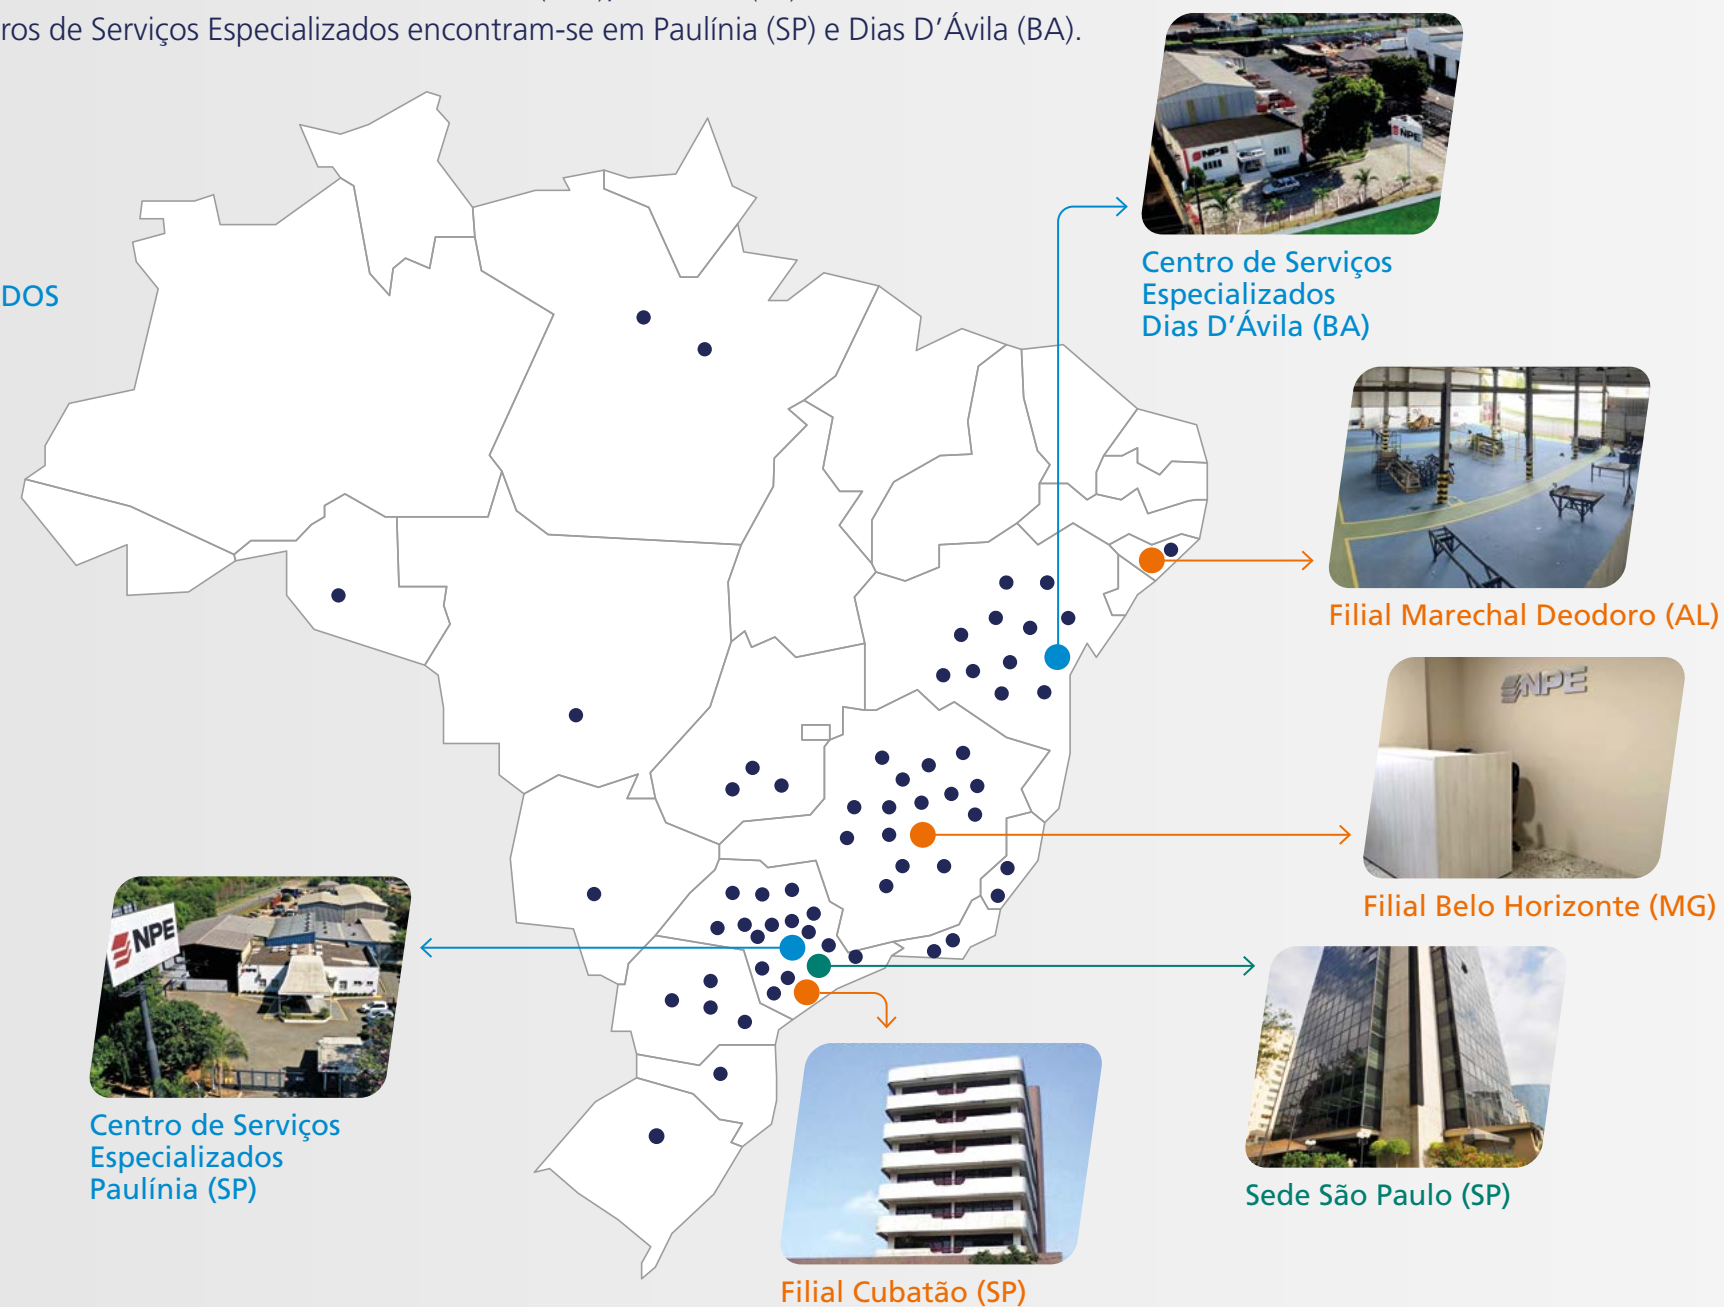 ros de Serviços Especializados encontram-se em Paulínia (SP) e Dias D'Ávila (BA).
DOS
NPE
NPE
Centro de Serviços
Especializados
Dias D'Ávila (BA)
Filial Marechal Deodoro (AL)
NPE
Filial Belo Horizonte (MG)
NPE
Centro de Serviços
Especializados
Paulínia (SP)
Sede São Paulo (SP)
Filial Cubatão (SP)